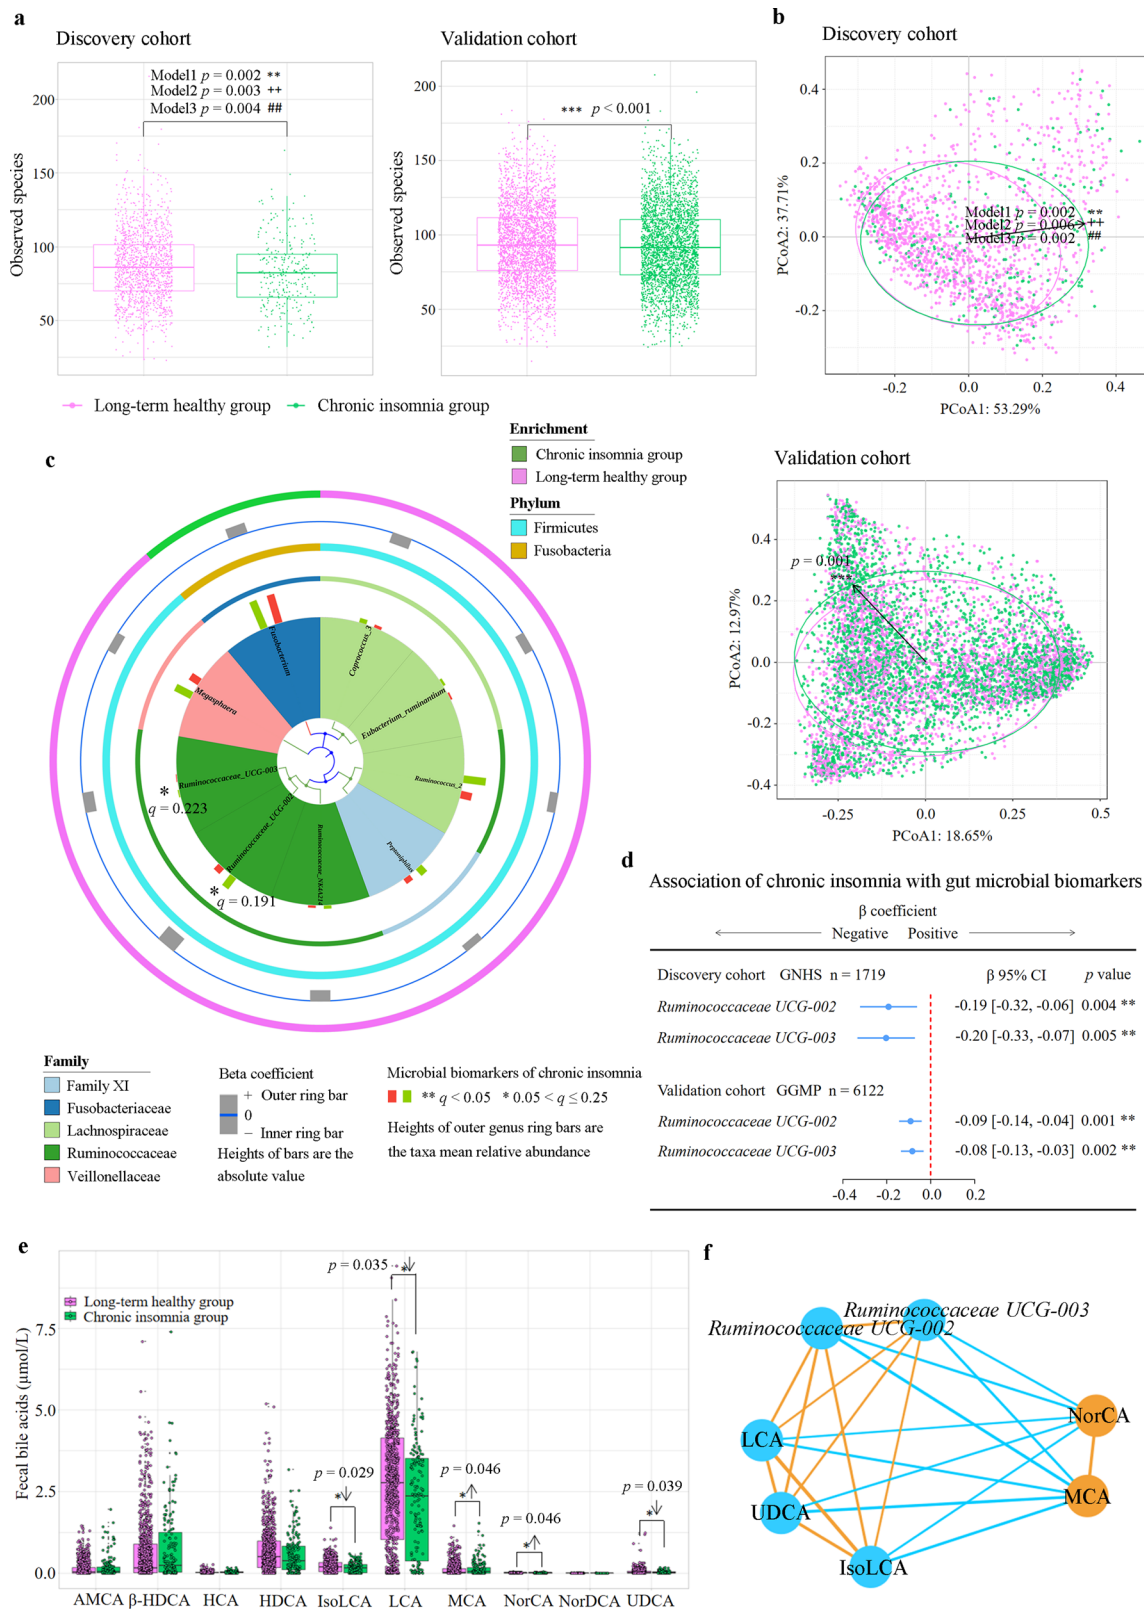 a
Discovery cohort
Validation cohort
Model1 p = 0.002 **
Model2 p = 0.003 ++
Model3 p = 0.004 ##
*** p < 0.001
Observed species
200
150
100
50
Observed species
200
150
100
50
Long-term healthy group
Chronic insomnia group
b
Discovery cohort
Model1 p = 0.002 **
Model2 p = 0.006 ++
Model3 p = 0.002 ##
PCoA2: 37.71%
0.4
0.2
0.0
-0.2
-0.2 0.0 0.2 0.4
PCoA1: 53.29%
Validation cohort
p = 0.001
***
PCoA2: 12.97%
0.4
0.2
0.0
-0.2
-0.4
-0.25 0.00 0.25 0.5
PCoA1: 18.65%
c
Enrichment
Chronic insomnia group
Long-term healthy group
Phylum
Firmicutes
Fusobacteria
Fusobacterium
Coprococcus_3
Megasphaera
Eubacterium_ruminantium
Ruminococcus_2
Ruminococcaceae_UCG-003
*
q = 0.223
Ruminococcaceae_UCG-002
*
q = 0.191
Ruminococcaceae_NK4A214
Peptoniphilus
Family
Family XI
Fusobacteriaceae
Lachnospiraceae
Ruminococcaceae
Veillonellaceae
Beta coefficient
+ Outer ring bar
0
− Inner ring bar
Heights of bars are the
absolute value
Microbial biomarkers of chronic insomnia
** q < 0.05 * 0.05 < q ≤ 0.25
Heights of outer genus ring bars are
the taxa mean relative abundance
d
Association of chronic insomnia with gut microbial biomarkers
β coefficient
Negative Positive
Discovery cohort GNHS n = 1719 β 95% CI p value
Ruminococcaceae UCG-002 -0.19 [-0.32, -0.06] 0.004 **
Ruminococcaceae UCG-003 -0.20 [-0.33, -0.07] 0.005 **
Validation cohort GGMP n = 6122
Ruminococcaceae UCG-002 -0.09 [-0.14, -0.04] 0.001 **
Ruminococcaceae UCG-003 -0.08 [-0.13, -0.03] 0.002 **
-0.4 -0.2 0.0 0.2
e
Long-term healthy group
Chronic insomnia group
Fecal bile acids (μmol/L)
7.5
5.0
2.5
0.0
p = 0.029
*
p = 0.035
*
p = 0.046
*
p = 0.046
*
p = 0.039
*
AMCA β-HDCA HCA HDCA IsoLCA LCA MCA NorCA NorDCA UDCA
f
Ruminococcaceae UCG-003
Ruminococcaceae UCG-002
NorCA
LCA
MCA
UDCA
IsoLCA